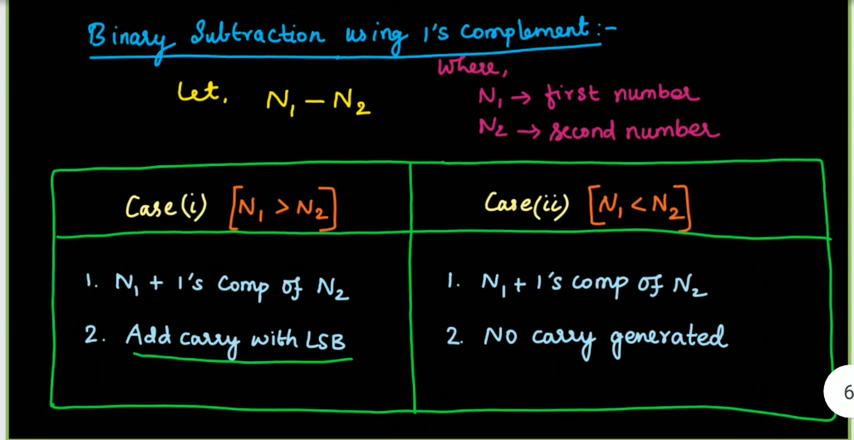 Binary Subtraction using 1's complement :-
Let, N₁ - N₂
Where,
N₁ → first number
N₂ → second number
Case(i) [N₁ > N₂]
Case(ii) [N₁ < N₂]
1. N₁ + 1's Comp of N₂
2. Add carry with LSB
1. N₁ + 1's comp of N₂
2. No carry generated
6